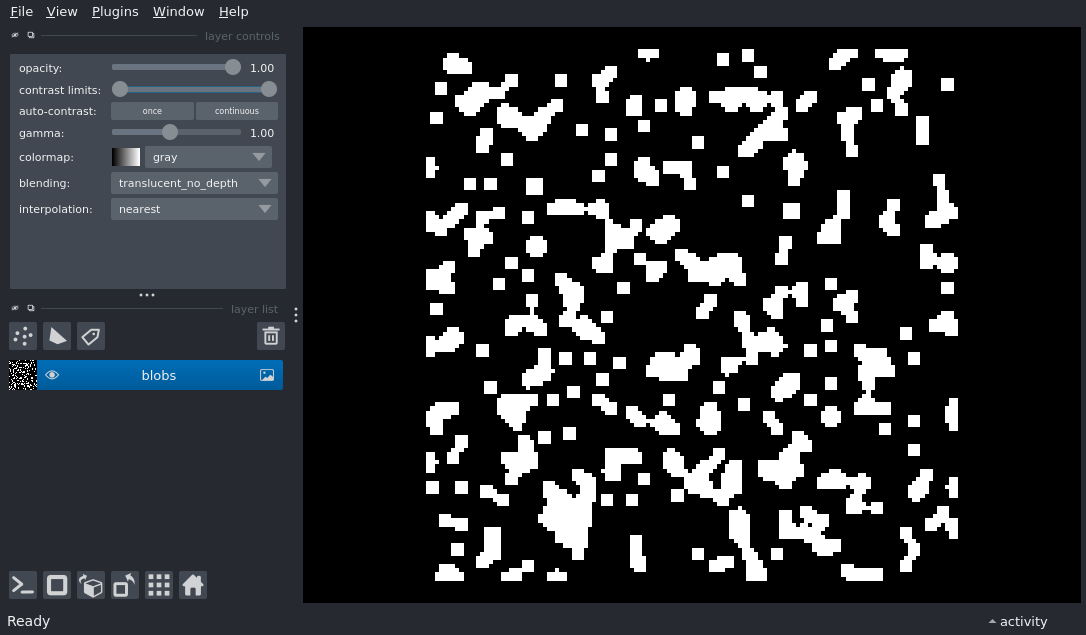 File View Plugins Window Help
layer controls
opacity: 1.00
contrast limits:
auto-contrast: once continuous
gamma: 1.00
colormap: gray
blending: translucent_no_depth
interpolation: nearest
layer list
blobs
Ready activity